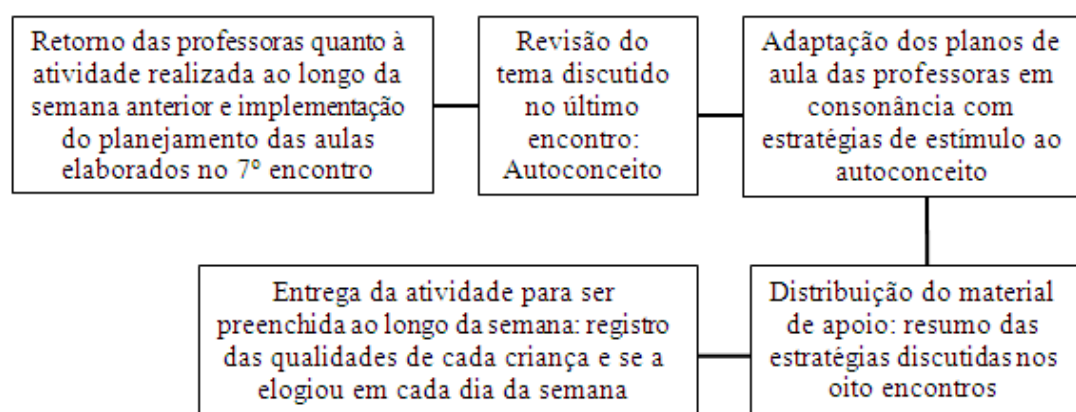 Retorno das professoras quanto à
atividade realizada ao longo da
semana anterior e implementação
do planejamento das aulas
elaborados no 7º encontro
Revisão do
tema discutido
no último
encontro:
Autoconceito
Adaptação dos planos de
aula das professoras em
consonância com
estratégias de estímulo ao
autoconceito
Distribuição do material
de apoio: resumo das
estratégias discutidas nos
oito encontros
Entrega da atividade para ser
preenchida ao longo da semana: registro
das qualidades de cada criança e se a
elogiou em cada dia da semana